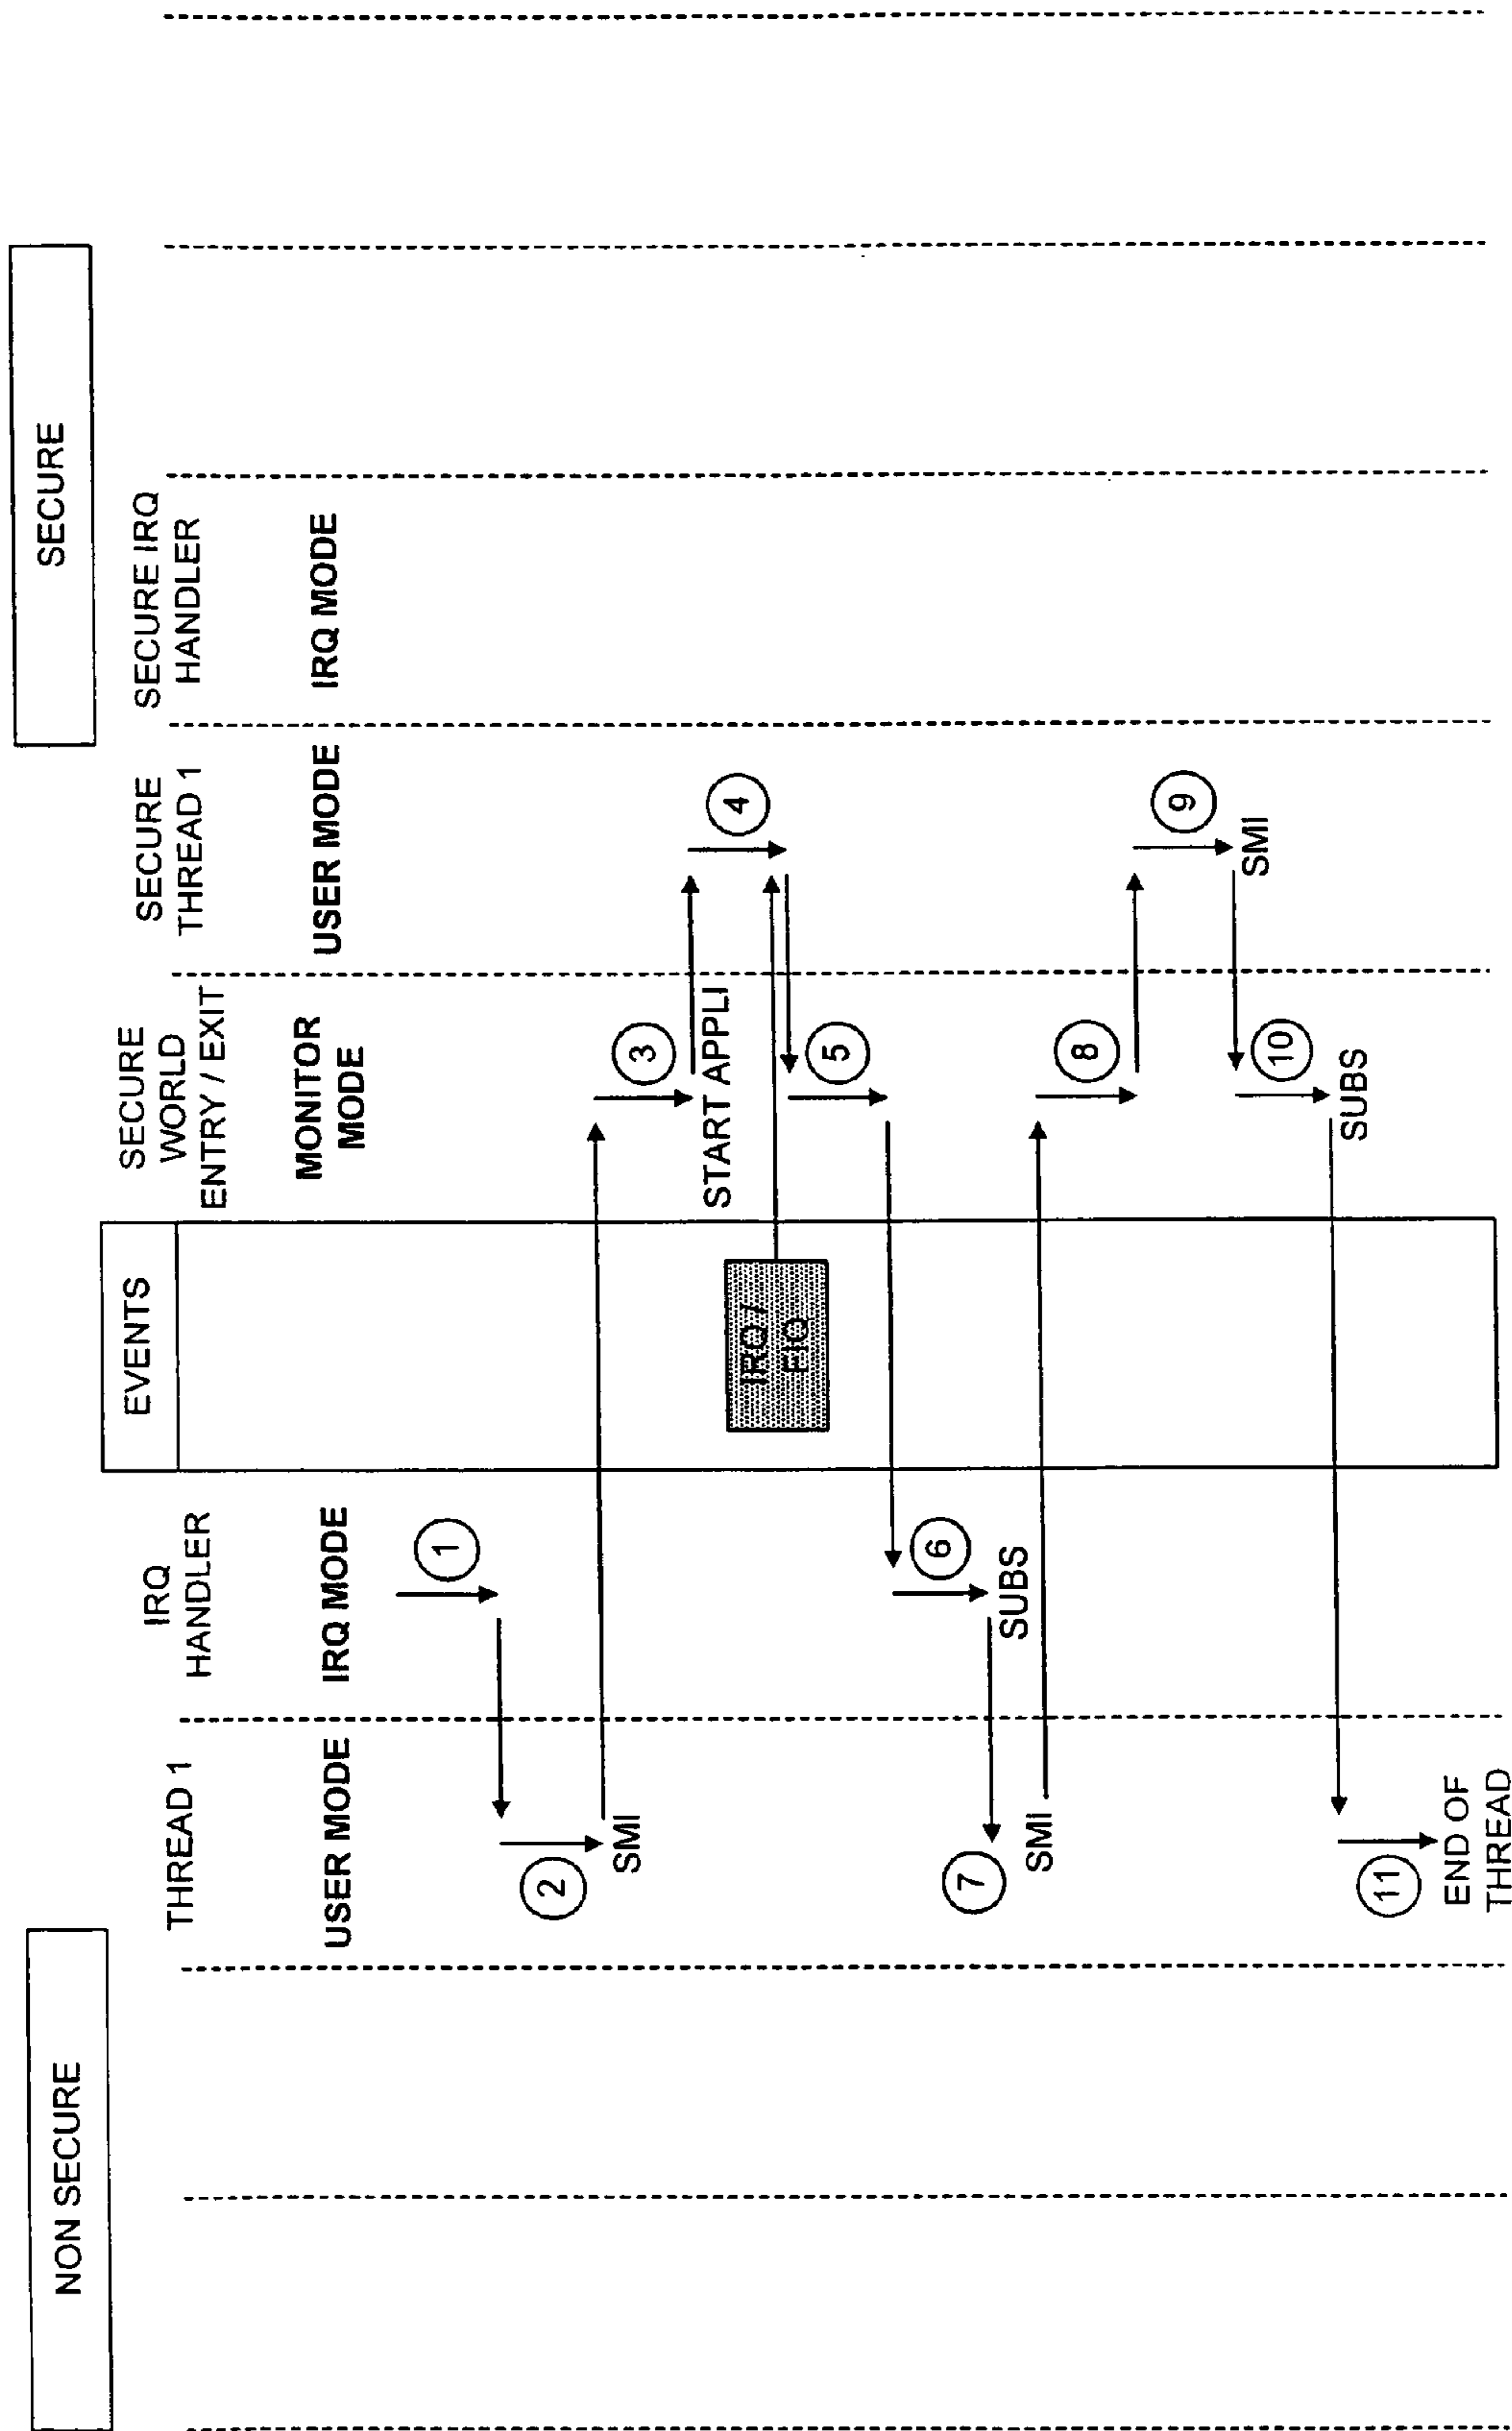 NON SECURE
EVENTS
SECURE
THREAD 1
IRQ
HANDLER
SECURE
WORLD
ENTRY / EXIT
SECURE
THREAD 1
SECURE IRQ
HANDLER
USER MODE
IRQ MODE
MONITOR
MODE
USER MODE
IRQ MODE
1
2
SMI
3
START APPLI
4
IRQ /
FIQ
5
6
SUBS
7
SMI
8
9
SMI
10
SUBS
11
END OF
THREAD